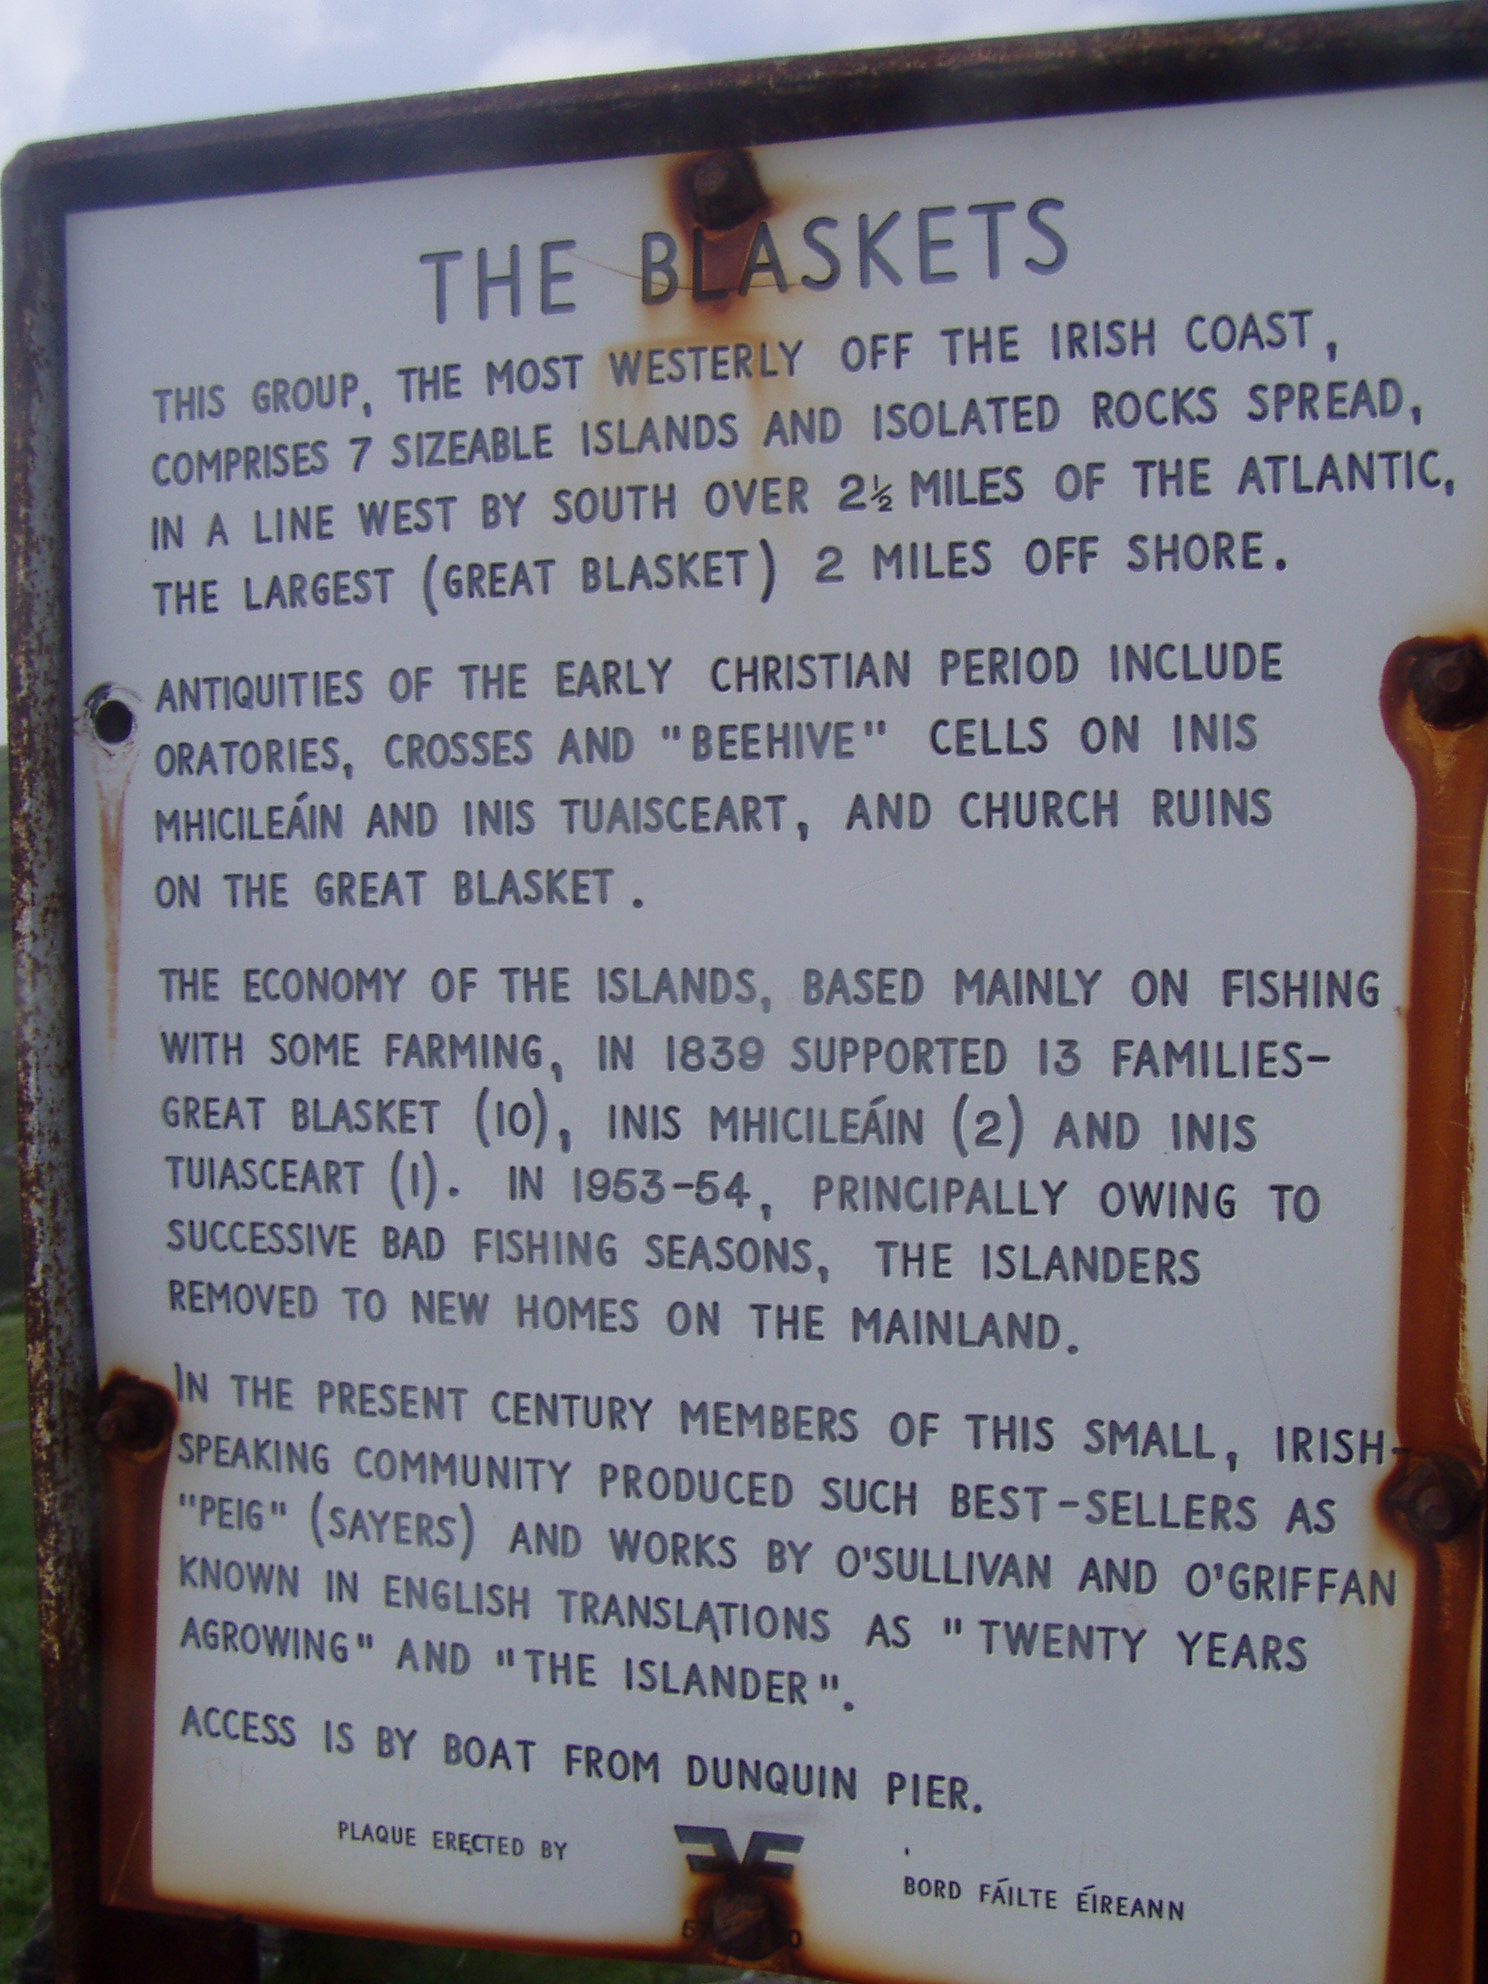 THE BLASKETS
THIS GROUP, THE MOST WESTERLY OFF THE IRISH COAST,
COMPRISES 7 SIZEABLE ISLANDS AND ISOLATED ROCKS SPREAD,
IN A LINE WEST BY SOUTH OVER 2½ MILES OF THE ATLANTIC,
THE LARGEST (GREAT BLASKET) 2 MILES OFF SHORE.
ANTIQUITIES OF THE EARLY CHRISTIAN PERIOD INCLUDE
ORATORIES, CROSSES AND "BEEHIVE" CELLS ON INIS
MHICILEÁIN AND INIS TUAISCEART, AND CHURCH RUINS
ON THE GREAT BLASKET.
THE ECONOMY OF THE ISLANDS, BASED MAINLY ON FISHING
WITH SOME FARMING, IN 1839 SUPPORTED 13 FAMILIES-
GREAT BLASKET (10), INIS MHICILEÁIN (2) AND INIS
TUIASCEART (1). IN 1953-54, PRINCIPALLY OWING TO
SUCCESSIVE BAD FISHING SEASONS, THE ISLANDERS
REMOVED TO NEW HOMES ON THE MAINLAND.
IN THE PRESENT CENTURY MEMBERS OF THIS SMALL, IRISH-
SPEAKING COMMUNITY PRODUCED SUCH BEST-SELLERS AS
"PEIG" (SAYERS) AND WORKS BY O'SULLIVAN AND O'GRIFFAN
KNOWN IN ENGLISH TRANSLATIONS AS "TWENTY YEARS
AGROWING" AND "THE ISLANDER".
ACCESS IS BY BOAT FROM DUNQUIN PIER.
PLAQUE ERECTED BY
BORD FÁILTE ÉIREANN